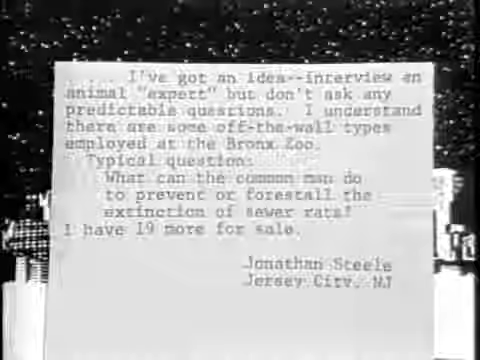 I've got an idea--interview an
animal "expert" but don't ask any
predictable questions. I understand
there are some off-the-wall types
employed at the Bronx Zoo.
Typical question:
What can the common man do
to prevent or forestall the
extinction of sewer rats?
I have 19 more for sale.
Jonathan Steele
Jersey City, NJ